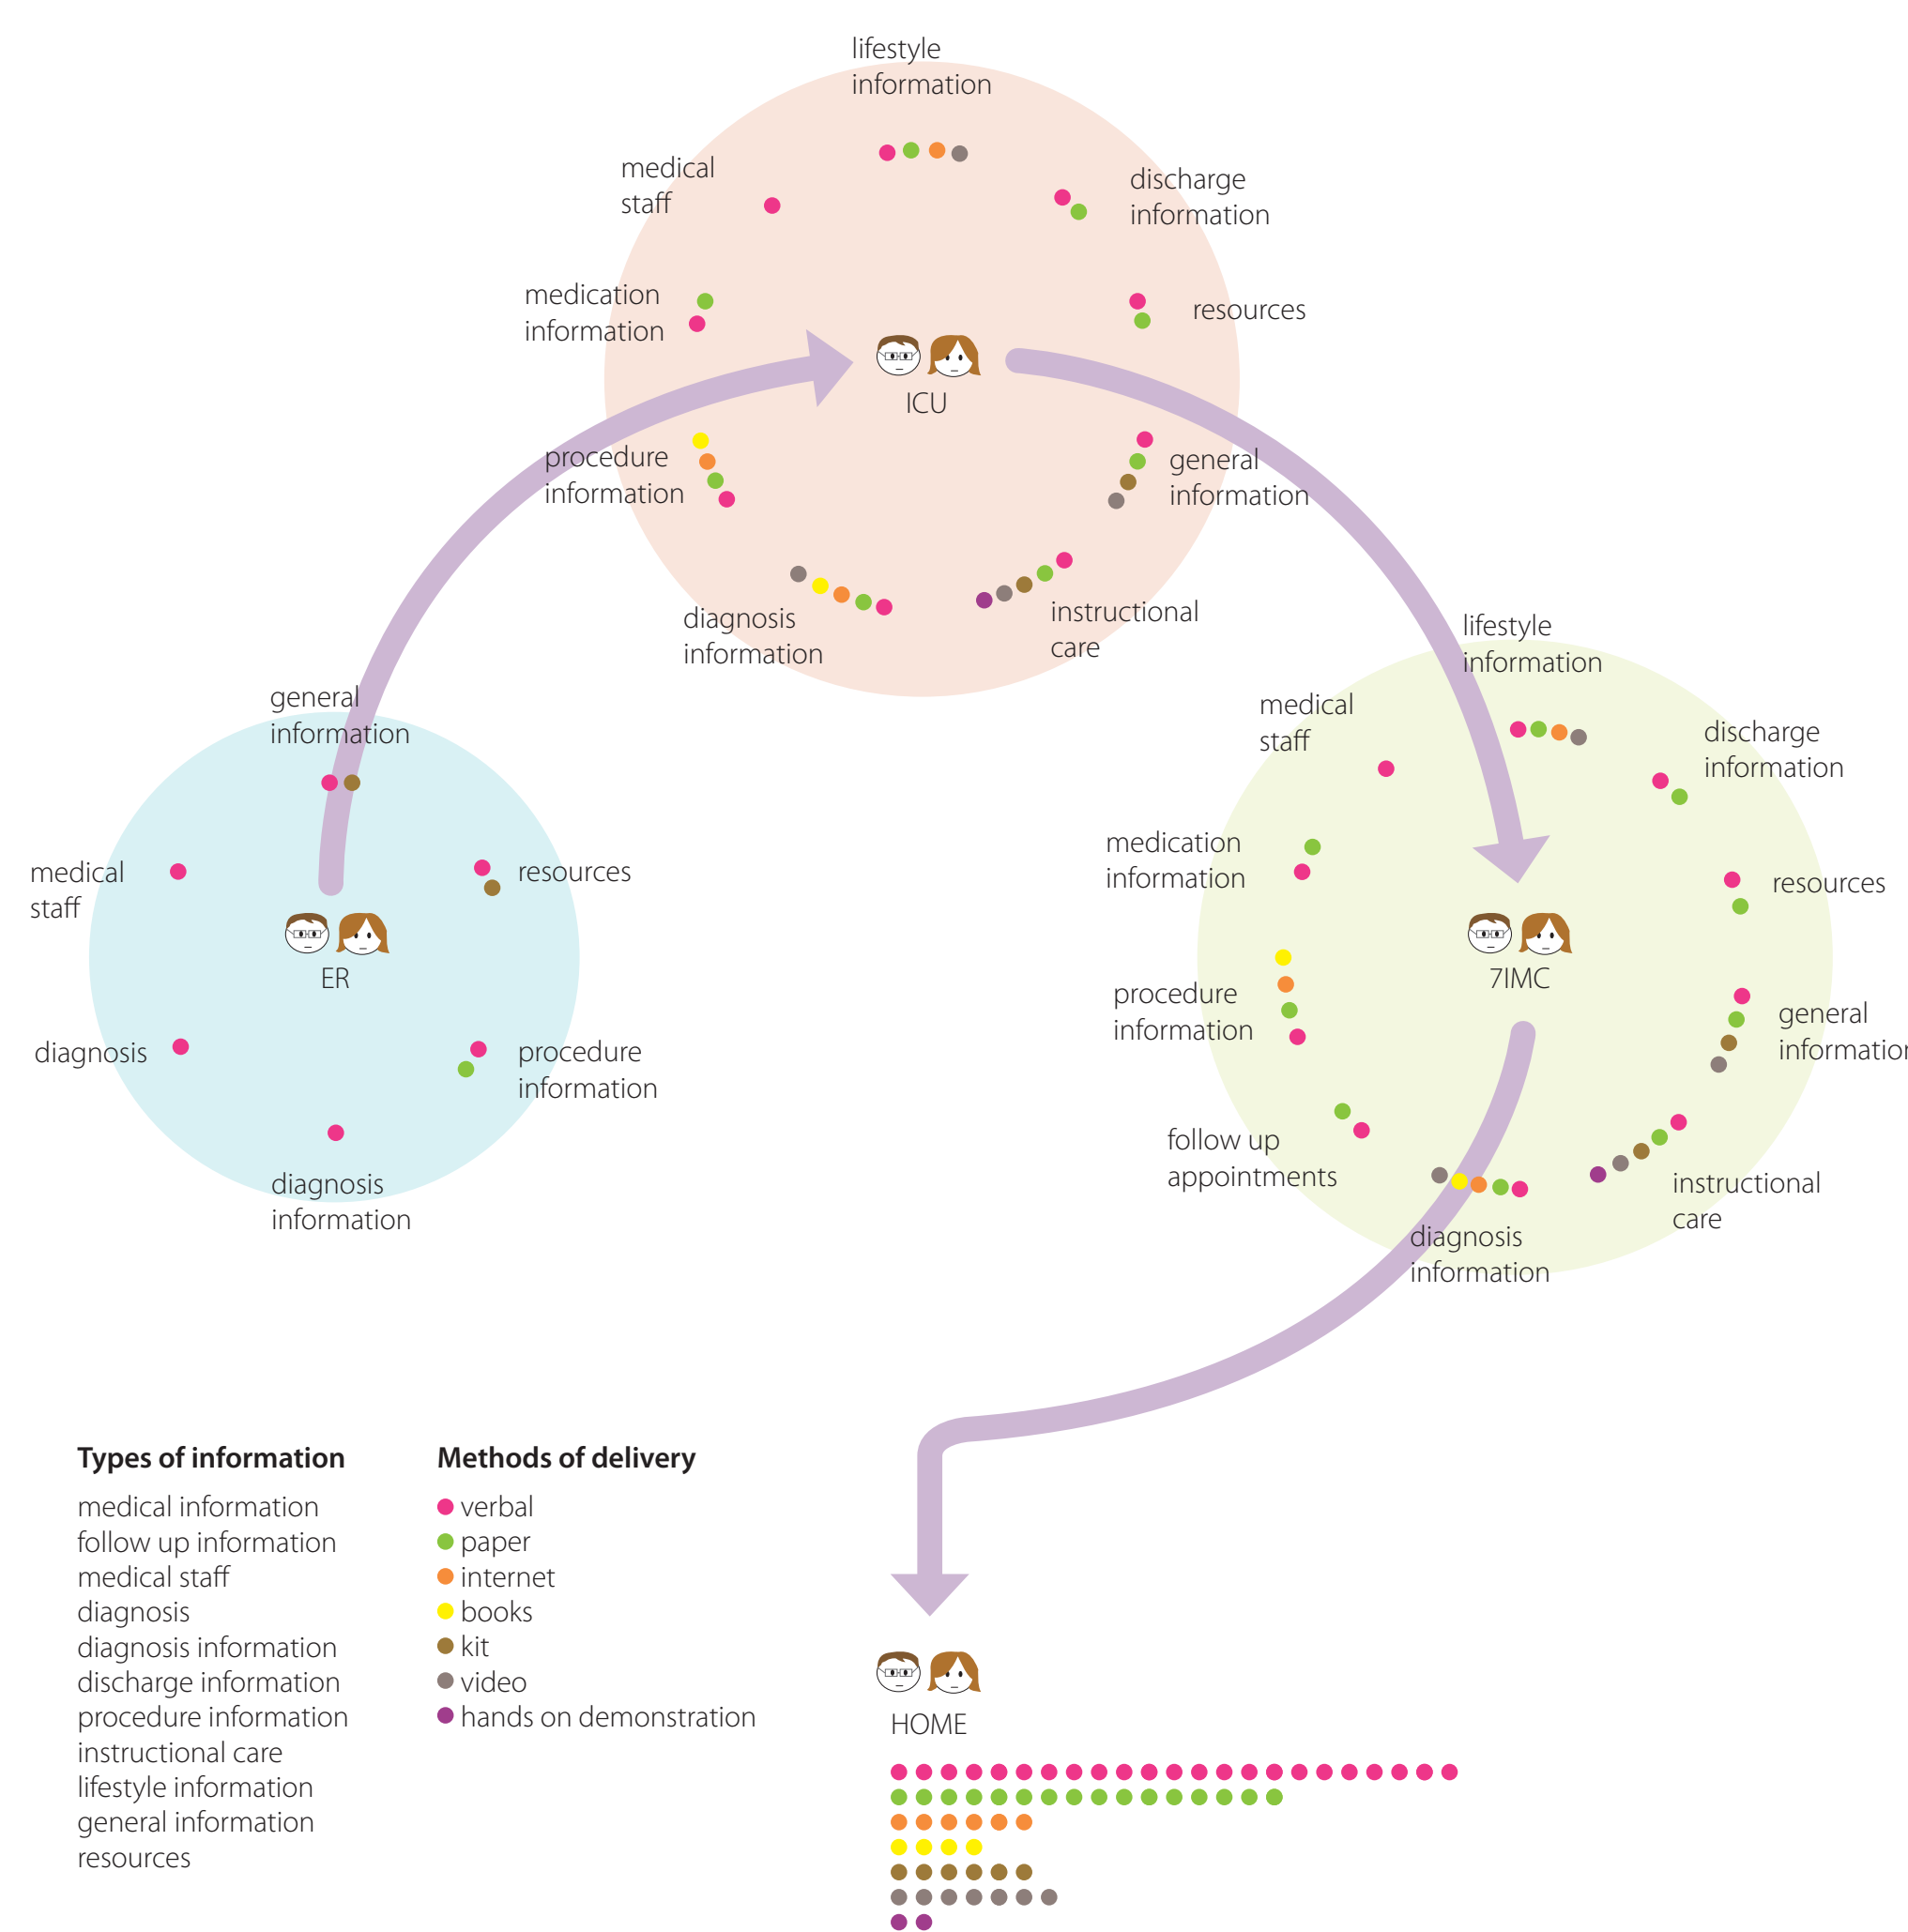 lifestyle
information
medical
staff
discharge
information
medication
information
resources
ICU
procedure
information
general
information
diagnosis
information
instructional
care
general
information
medical
staff
resources
ER
diagnosis
procedure
information
diagnosis
information
lifestyle
information
medical
staff
discharge
information
medication
information
resources
7IMC
procedure
information
general
information
follow up
appointments
instructional
care
diagnosis
information
Types of information
medical information
follow up information
medical staff
diagnosis
diagnosis information
discharge information
procedure information
instructional care
lifestyle information
general information
resources
Methods of delivery
verbal
paper
internet
books
kit
video
hands on demonstration
HOME